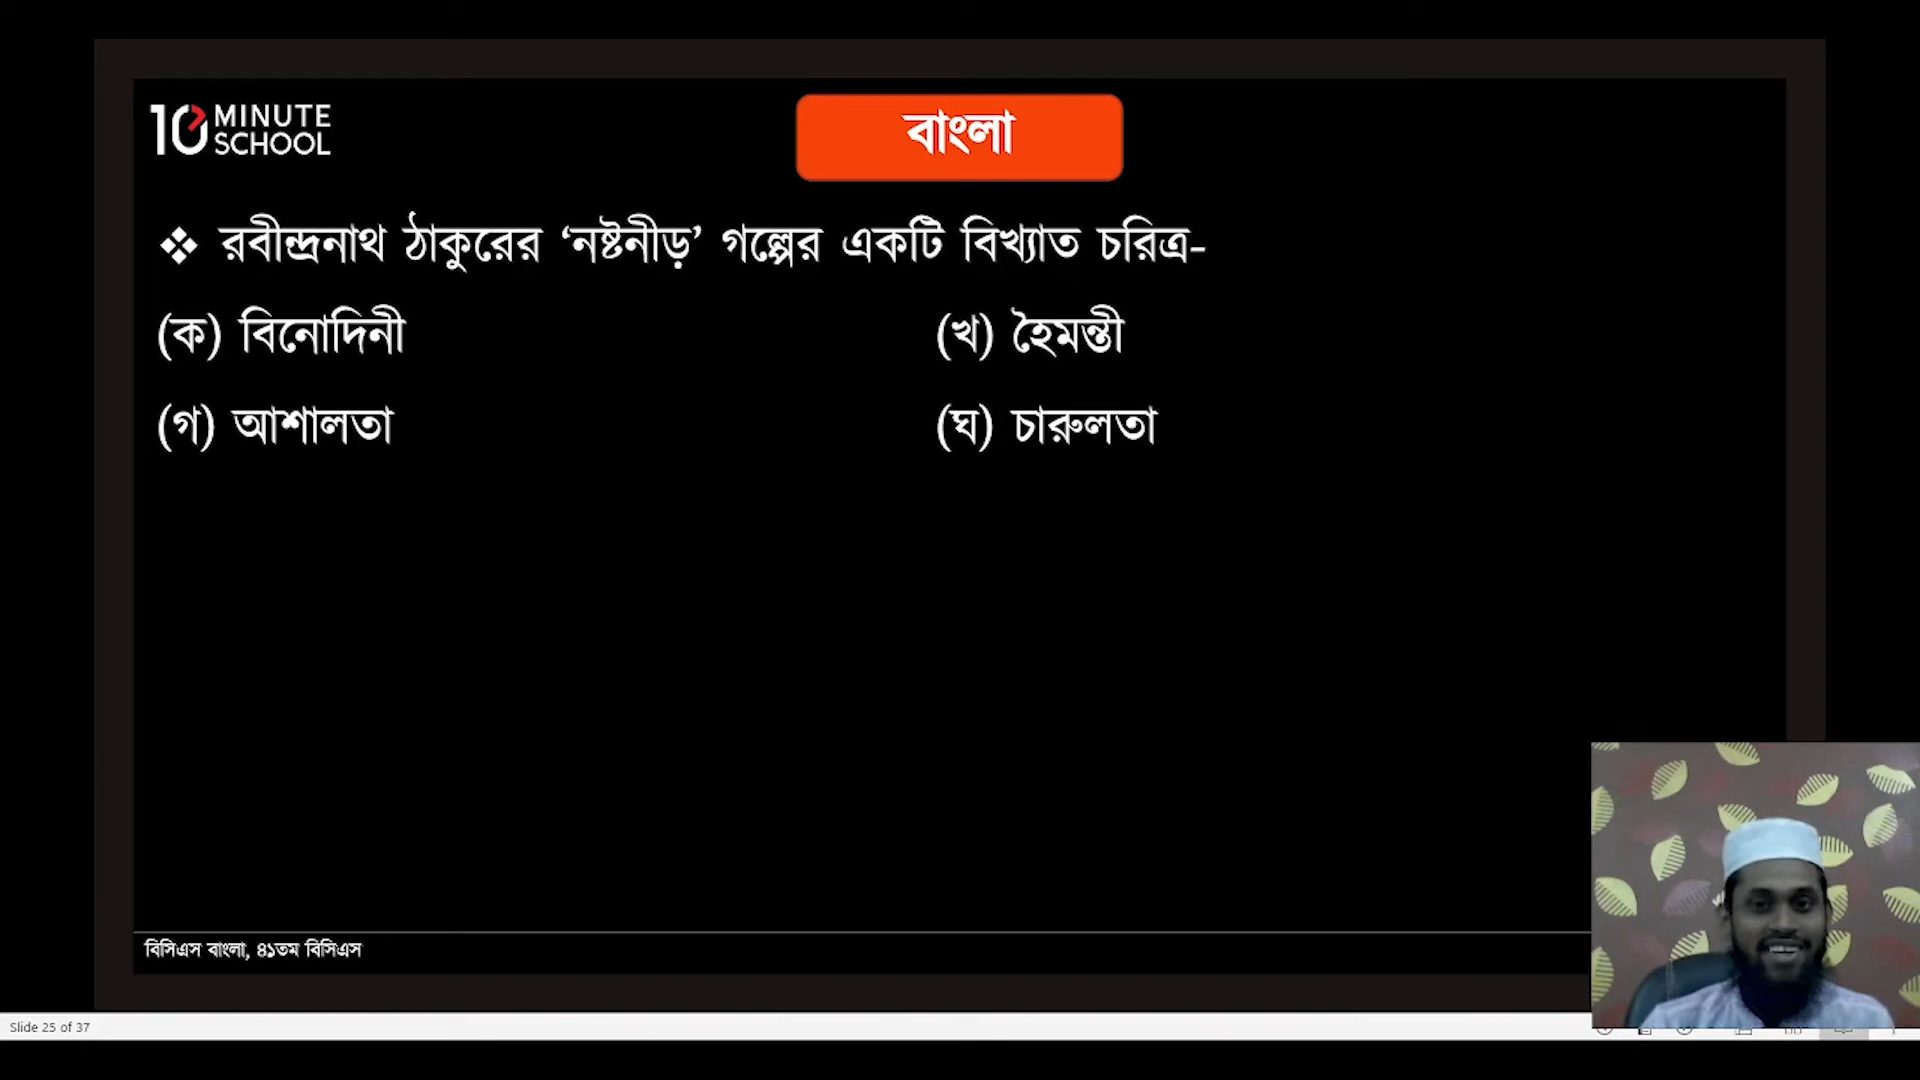 10 MINUTE SCHOOL
বাংলা
❖ রবীন্দ্রনাথ ঠাকুরের ‘নষ্টনীড়’ গল্পের একটি বিখ্যাত চরিত্র-
(ক) বিনোদিনী (খ) হৈমন্তী
(গ) আশালতা (ঘ) চারুলতা
বিসিএস বাংলা, ৪১তম বিসিএস
Slide 25 of 37